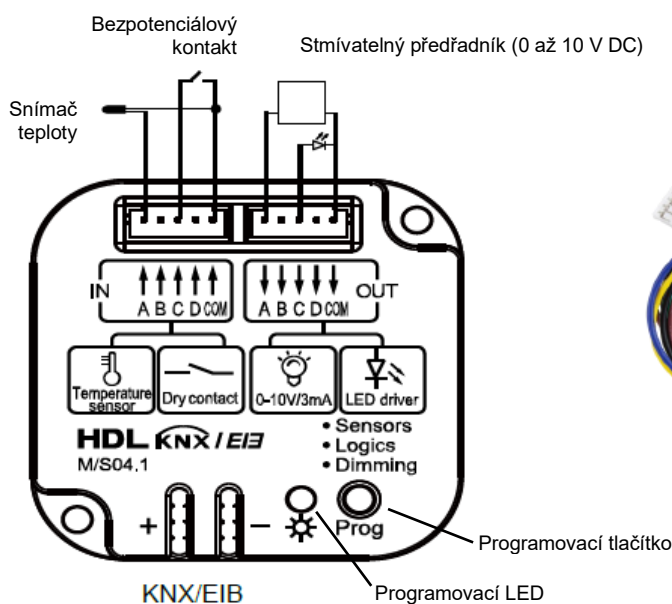 Bezpotenciálový
kontakt
Stmívatelný předřadník (0 až 10 V DC)
Snímač
teploty
IN
A B C D COM
A B C D COM
OUT
Temperature
sensor
Dry contact
0-10V/3mA
LED driver
HDL KNX / EIB
M/S04.1
• Sensors
• Logics
• Dimming
+
−
Prog
Programovací tlačítko
KNX/EIB
Programovací LED